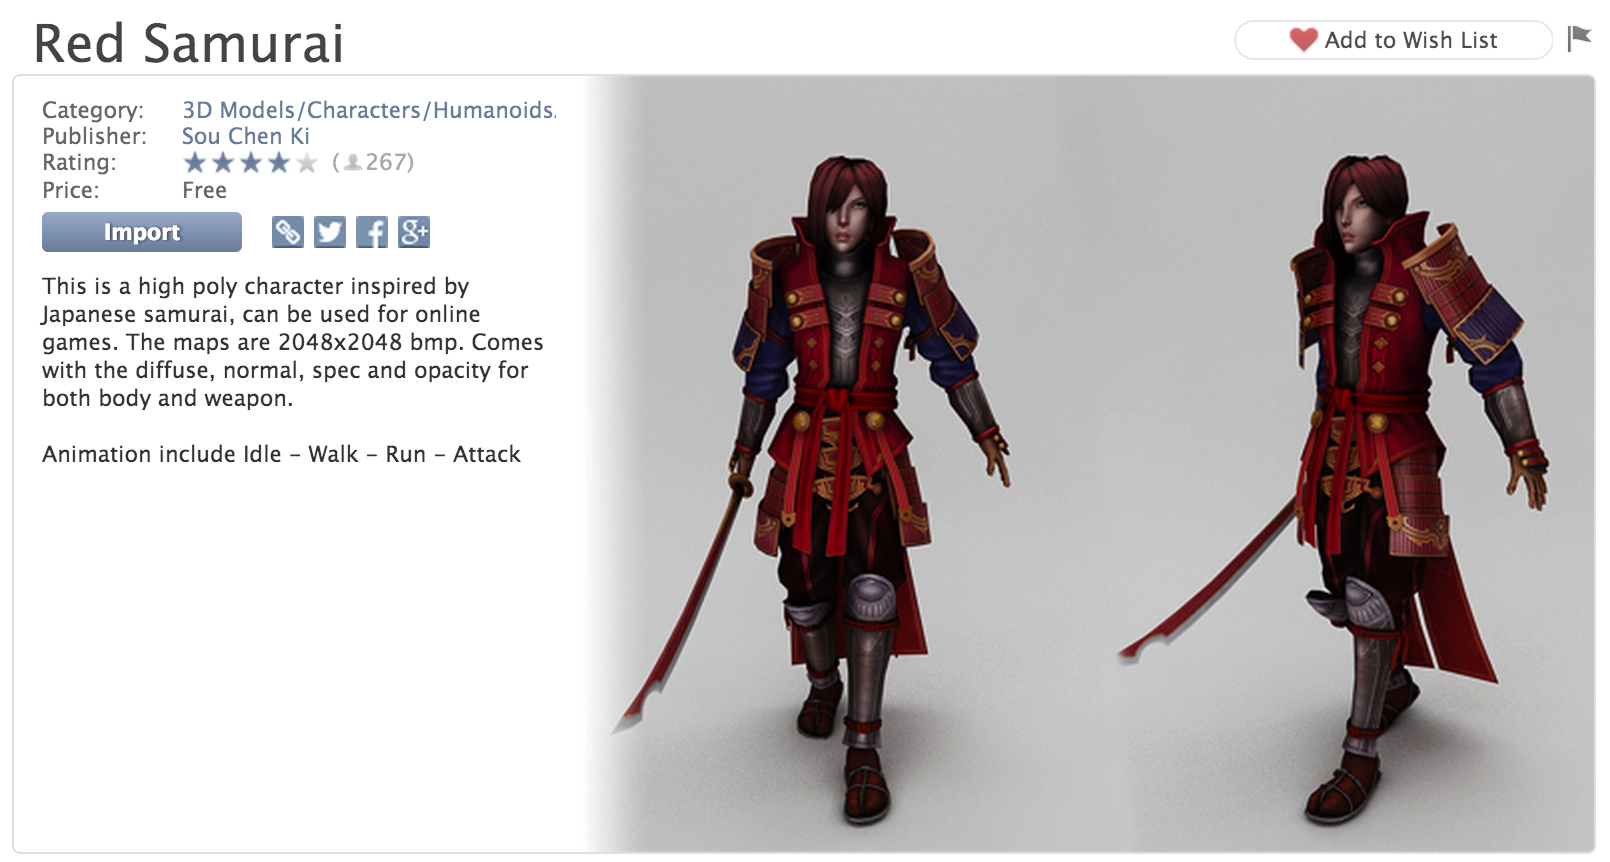 Red Samurai
Add to Wish List
Category: 3D Models/Characters/Humanoids.
Publisher: Sou Chen Ki
Rating: (267)
Price: Free
Import
g+
This is a high poly character inspired by
Japanese samurai, can be used for online
games. The maps are 2048x2048 bmp. Comes
with the diffuse, normal, spec and opacity for
both body and weapon.
Animation include Idle – Walk – Run – Attack